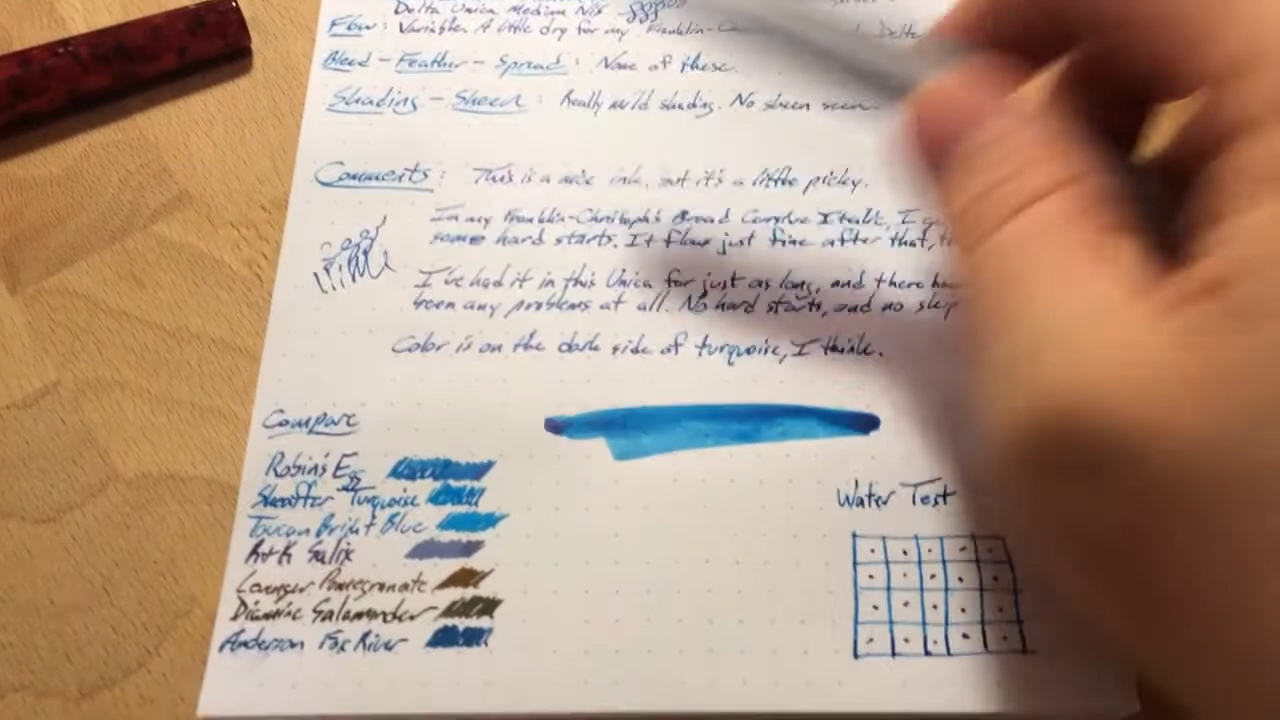 Delta Unica Medium Nib
Flow: Variable. A little dry for my Franklin-C Delta
Bleed - Feather - Spread: None of these.
Shading - Sheen: Really mild shading. No sheen seen
Comments: This is a nice ink, but it's a little picky.
In my Franklin-Christoph Broad Cursive Italic, I
some hard starts. It flows just fine after that,
I've had it in this Unica for just as long, and there
been any problems at all. No hard starts, and no skip
Color is on the dark side of turquoise, I think.
Compare
Robin's Egg
Sheaffer Turquoise
Toucan Bright Blue
R+K Salix
Water Test
Pomegranate
Diamine Salamander
Anderson Fox River